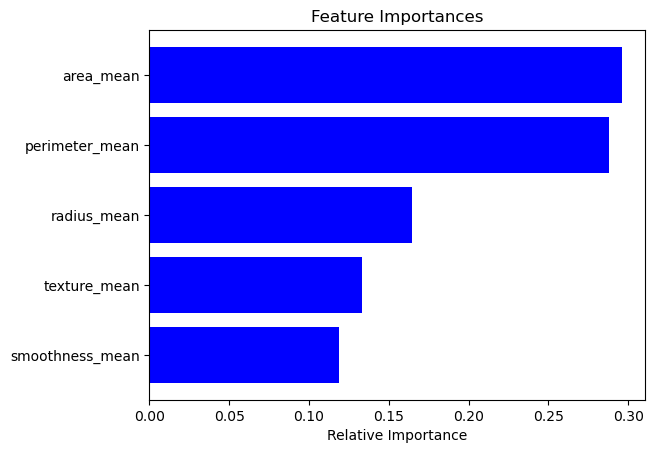 Feature Importances
area_mean
perimeter_mean
radius_mean
texture_mean
smoothness_mean
0.00 0.05 0.10 0.15 0.20 0.25 0.30
Relative Importance